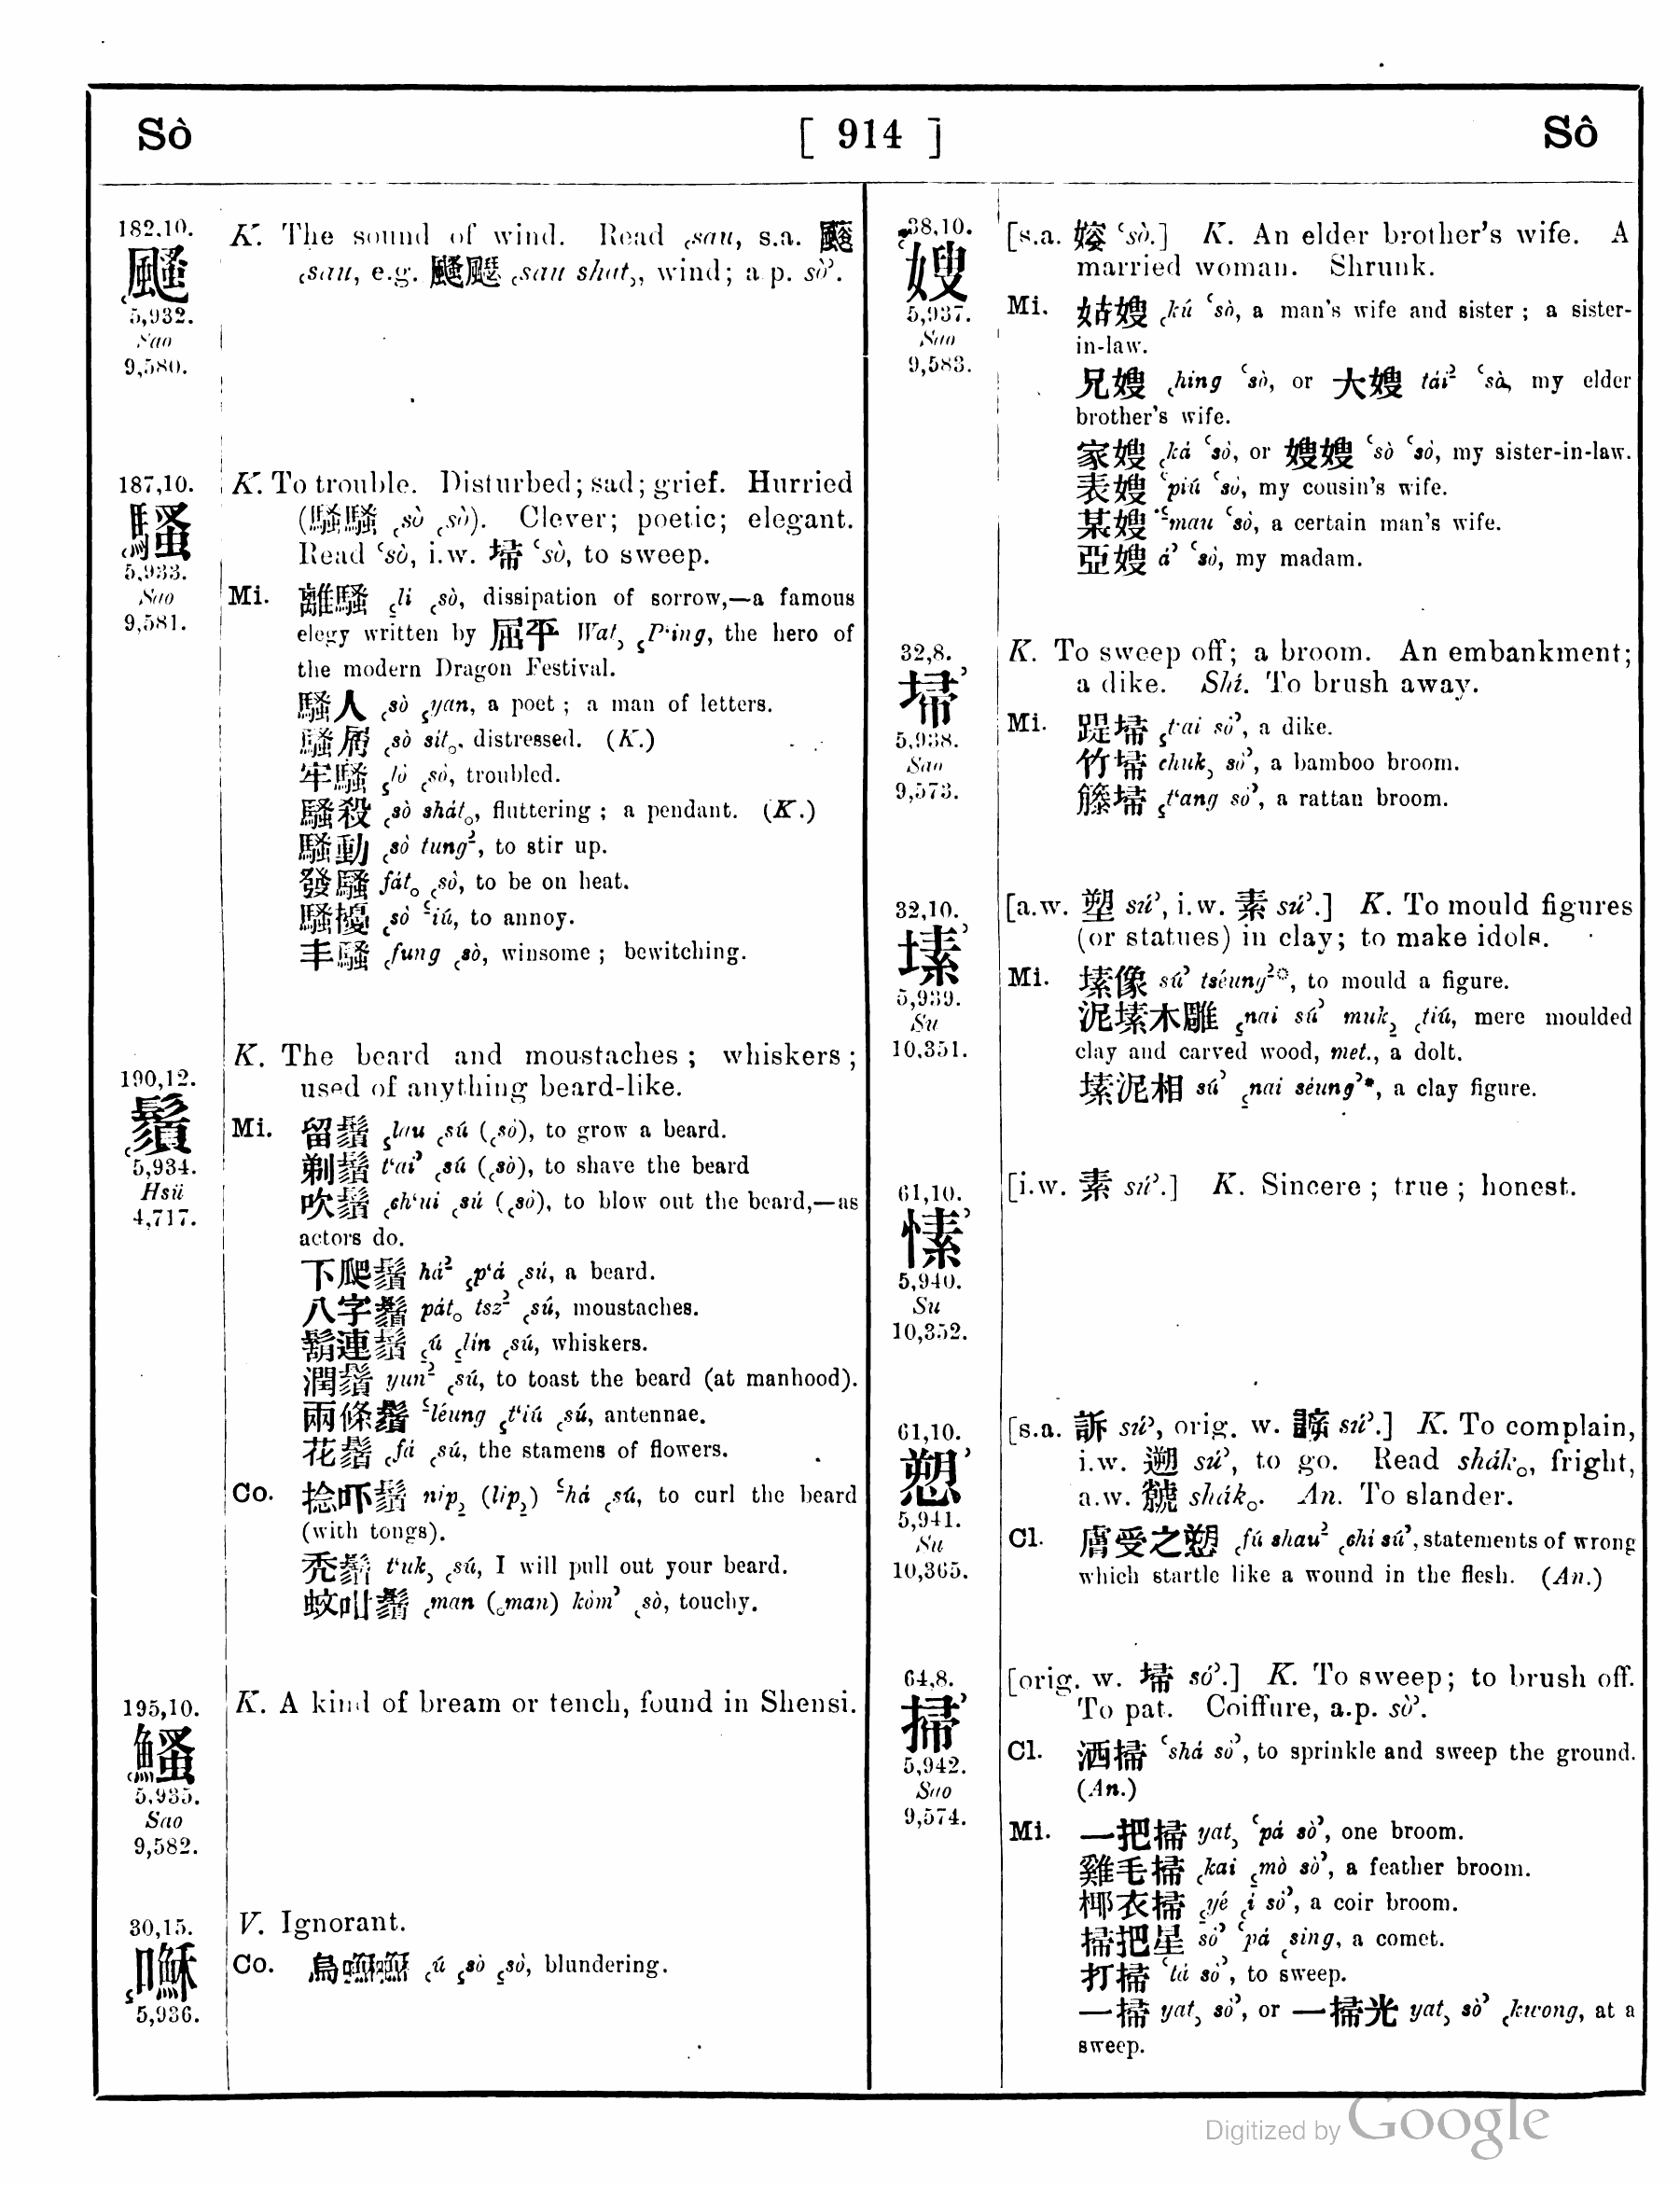 Sò
[ 914 ]
Sô
182,10.
颾
5,932.
Sao
9,580.
K. The sound of wind. Read ꜀sau, s.a. 颼
꜀sau, e.g. 颾飋 ꜀sau shat꜆, wind; a.p. sò꜄.
187,10.
騷
5,933.
Sao
9,581.
K. To trouble. Disturbed; sad; grief. Hurried
(騷騷 ꜀sò ꜀sò). Clever; poetic; elegant.
Read ꜂sò, i.w. 埽 ꜂sò, to sweep.
Mi. 離騷 ꜁li ꜀sò, dissipation of sorrow,—a famous
elegy written by 屈平 Wat꜆ ꜁P‘ing, the hero of
the modern Dragon Festival.
騷人 ꜀sò ꜁yan, a poet; a man of letters.
騷屑 ꜀sò sít꜀, distressed. (K.)
牢騷 ꜁lò ꜀sò, troubled.
騷殺 ꜀sò shát꜀, fluttering; a pendant. (K.)
騷動 ꜀sò tung꜅, to stir up.
發騷 fát꜀ ꜀sò, to be on heat.
騷擾 ꜀sò ꜃iú, to annoy.
丰騷 ꜀fung ꜀sò, winsome; bewitching.
190,12.
鬚
5,934.
Hsü
4,717.
K. The beard and moustaches; whiskers;
used of anything beard-like.
Mi. 留鬚 ꜁lau ꜀sú (꜀sò), to grow a beard.
剃鬚 t‘ai꜄ ꜀sú (꜀sò), to shave the beard
吹鬚 ꜀ch‘ui ꜀sú (꜀sò), to blow out the beard,—as
actors do.
下爬鬚 há꜅ ꜁p‘á ꜀sú, a beard.
八字鬚 pát꜀ tsz꜅ ꜀sú, moustaches.
鬍連鬚 ꜁ú ꜁lín ꜀sú, whiskers.
潤鬚 yun꜅ ꜀sú, to toast the beard (at manhood).
兩條鬚 ꜃léung ꜁t‘iú ꜀sú, antennae.
花鬚 ꜀fá ꜀sú, the stamens of flowers.
Co. 捻吓鬚 nip꜇ (lip꜇) ꜃há ꜀sú, to curl the beard
(with tongs).
禿鬚 t‘uk꜆ ꜀sú, I will pull out your beard.
蚊咁鬚 ꜀man (꜀man) kòm꜄ ꜀sò, touchy.
195,10.
鰠
5,935.
Sao
9,582.
K. A kind of bream or tench, found in Shensi.
30,15.
5,936.
V. Ignorant.
Co. ꜀ú ꜁sò ꜁sò, blundering.
38,10.
嫂
5,937.
Sao
9,583.
[s.a. ꜂sò.] K. An elder brother's wife. A
married woman. Shrunk.
Mi. 姑嫂 ꜀kú ꜂sò, a man's wife and sister; a sister-
in-law.
兄嫂 ꜀hing ꜂sò, or 大嫂 tái꜅ ꜂sò, my elder
brother's wife.
家嫂 ꜀ká ꜂sò, or 嫂嫂 ꜂sò ꜂sò, my sister-in-law.
表嫂 ꜂piú ꜂sò, my cousin's wife.
某嫂 ꜃mau ꜂sò, a certain man's wife.
亞嫂 á꜄ ꜂sò, my madam.
32,8.
埽
5,938.
Sao
9,573.
K. To sweep off; a broom. An embankment;
a dike. Shí. To brush away.
Mi. 踶埽 ꜁t‘ai sò꜄, a dike.
竹埽 chuk꜆ sò꜄, a bamboo broom.
籐埽 ꜁t‘ang sò꜄, a rattan broom.
32,10.
塐
5,939.
Su
10,351.
[a.w. 塑 sú꜄, i.w. 素 sú꜄.] K. To mould figures
(or statues) in clay; to make idols.
Mi. 塐像 sú꜄ tséung꜅, to mould a figure.
泥塐木雕 ꜁nai sú꜄ muk꜇ ꜀tiú, mere moulded
clay and carved wood, met., a dolt.
塐泥相 sú꜄ ꜁nai séung꜄*, a clay figure.
61,10.
愫
5,940.
Su
10,352.
[i.w. 素 sú꜄.] K. Sincere; true; honest.
61,10.
愬
5,941.
Su
10,365.
[s.a. 訴 sú꜄, orig. w. sú꜄.] K. To complain,
i.w. 遡 sú꜄, to go. Read shák꜀, fright,
a.w. 虩 shák꜀. An. To slander.
Cl. 膚受之愬 ꜀fú shau꜅ ꜀chí sú꜄, statements of wrong
which startle like a wound in the flesh. (An.)
64,8.
掃
5,942.
Sao
9,574.
[orig. w. 埽 só꜄.] K. To sweep; to brush off.
To pat. Coiffure, a.p. sò꜄.
Cl. 洒掃 ꜂shá sò꜄, to sprinkle and sweep the ground.
(An.)
Mi. 一把掃 yat꜆ ꜂pá sò꜄, one broom.
雞毛掃 ꜀kai ꜁mò sò꜄, a feather broom.
椰衣掃 ꜁yé ꜀í sò꜄, a coir broom.
掃把星 sò꜄ ꜂pá ꜀sing, a comet.
打掃 ꜂tá sò꜄, to sweep.
一掃 yat꜆ sò꜄, or 一掃光 yat꜆ sò꜄ ꜀kwong, at a
sweep.
Digitized by Google